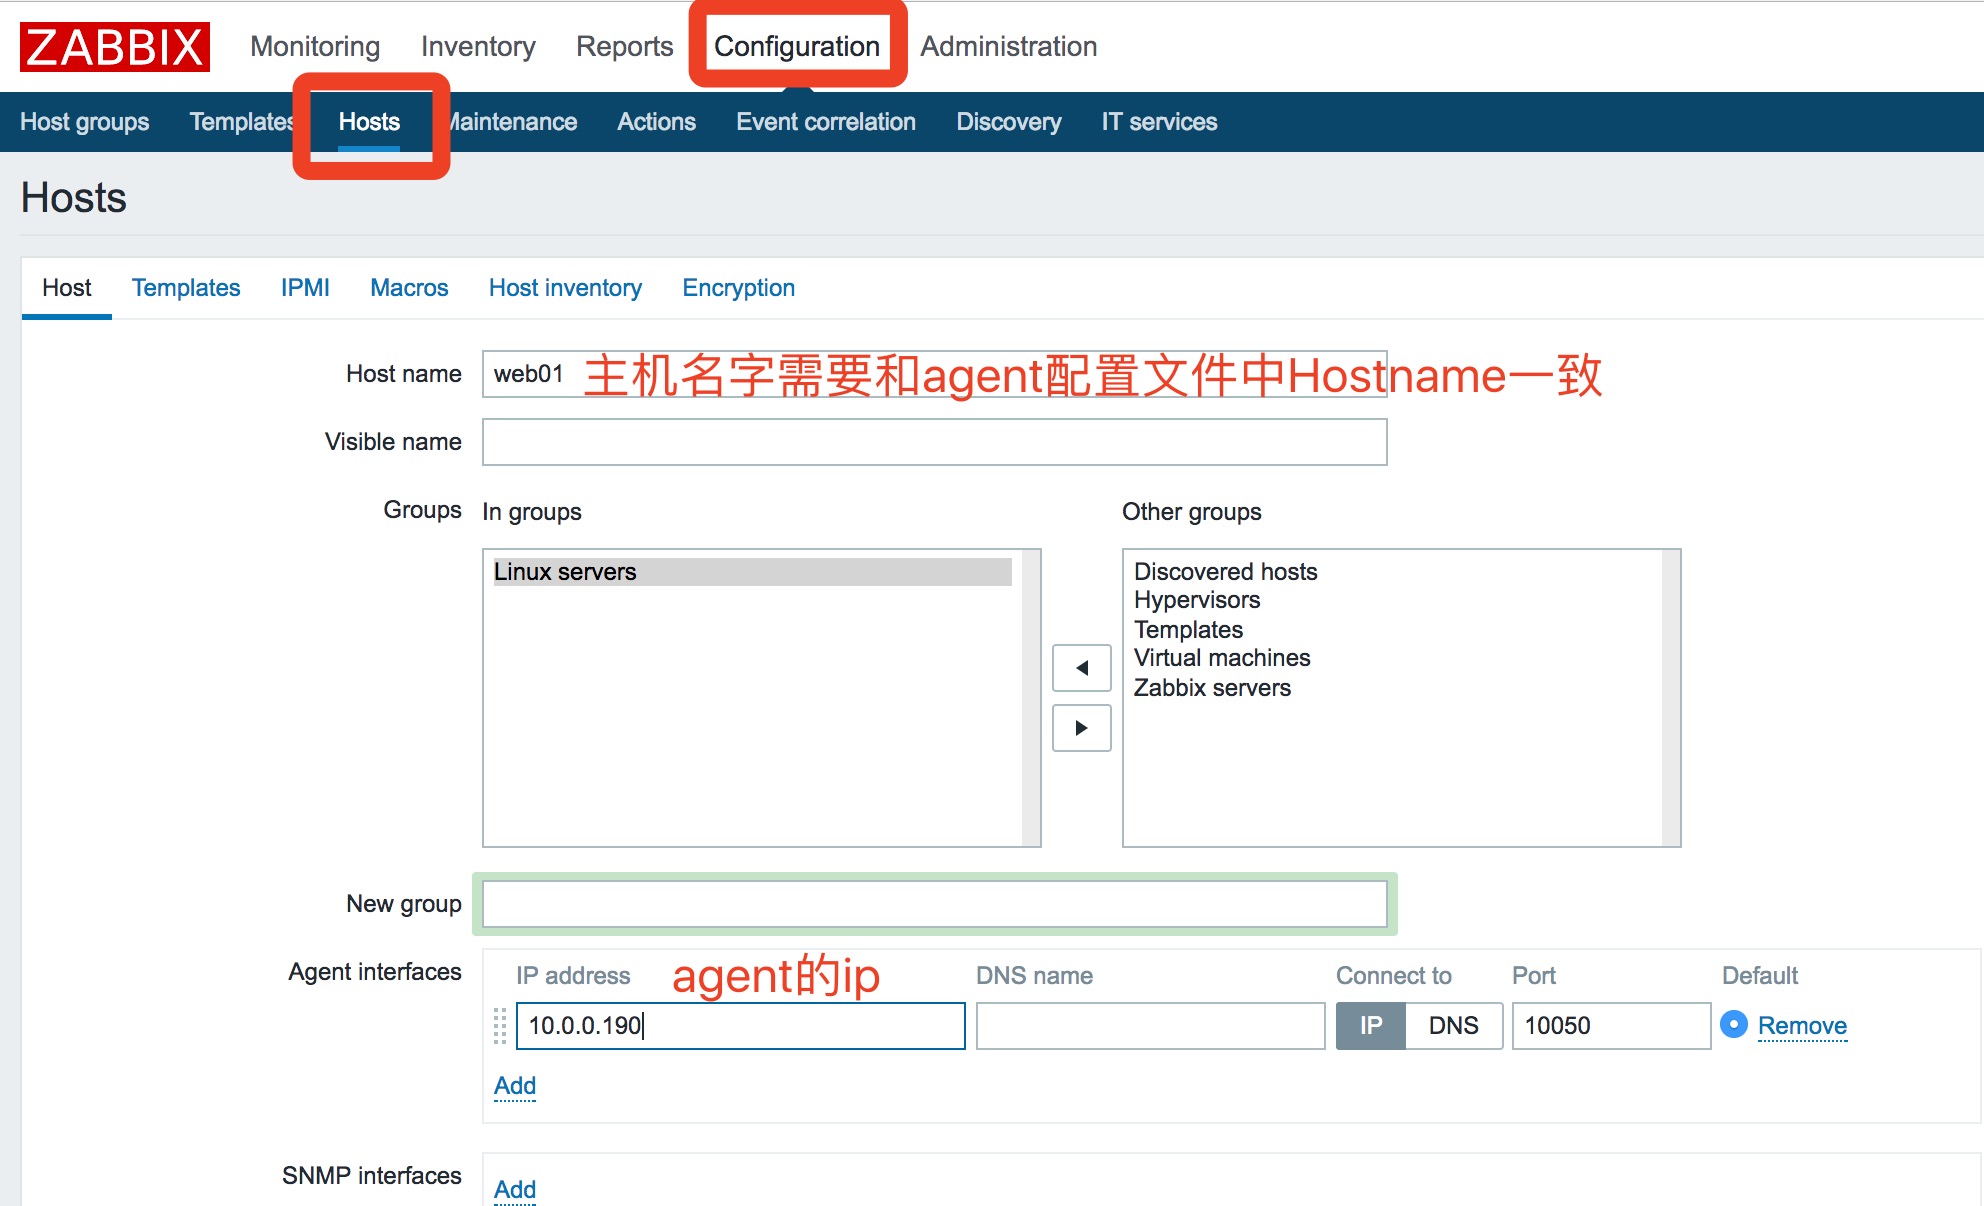 ZABBIX Monitoring Inventory Reports Configuration Administration
Host groups Templates Hosts Maintenance Actions Event correlation Discovery IT services
Hosts
Host Templates IPMI Macros Host inventory Encryption
Host name web01 主机名字需要和agent配置文件中Hostname一致
Visible name
Groups In groups Other groups
Linux servers
Discovered hosts
Hypervisors
Templates
Virtual machines
Zabbix servers
New group
Agent interfaces IP address agent的ip DNS name Connect to Port Default
10.0.0.190 IP DNS 10050 Remove
Add
SNMP interfaces Add